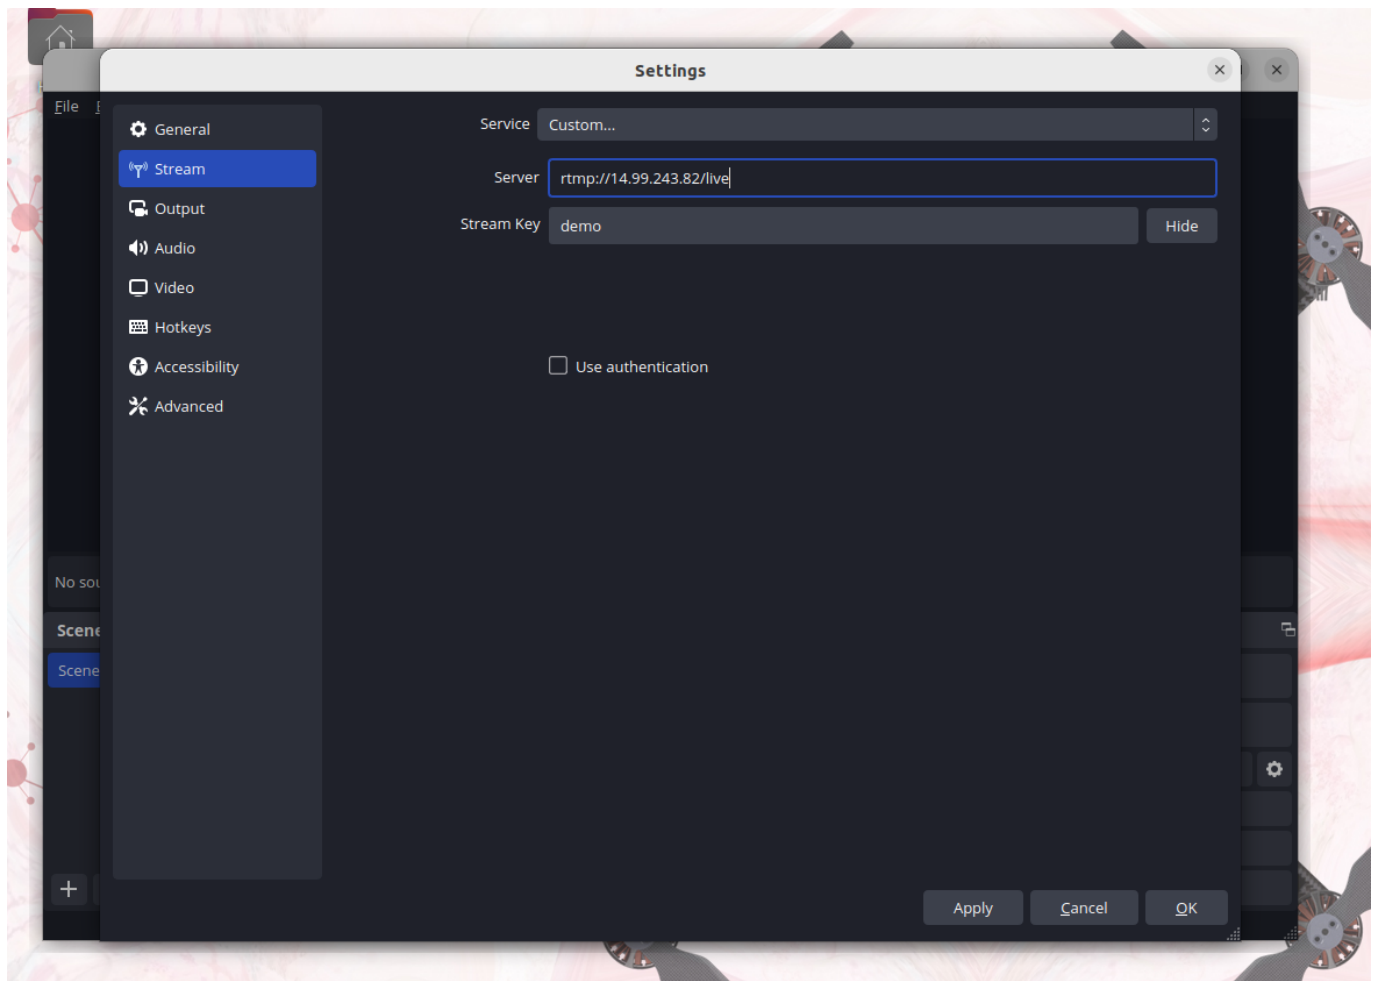 Settings
File
General
Stream
Output
Audio
Video
Hotkeys
Accessibility
Advanced
Service Custom...
Server rtmp://14.99.243.82/live
Stream Key demo Hide
Use authentication
No sou
Scene
Scene
Apply Cancel OK